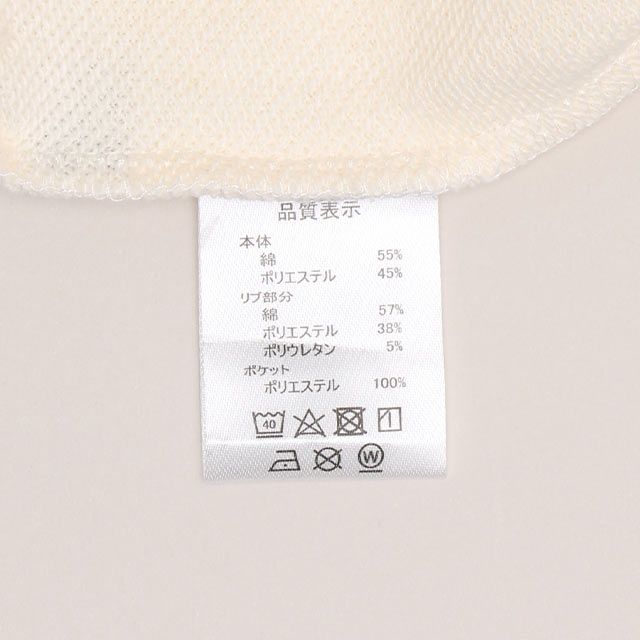 品質表示
本体
綿 55%
ポリエステル 45%
リブ部分
綿 57%
ポリエステル 38%
ポリウレタン 5%
ポケット
ポリエステル 100%
40
W